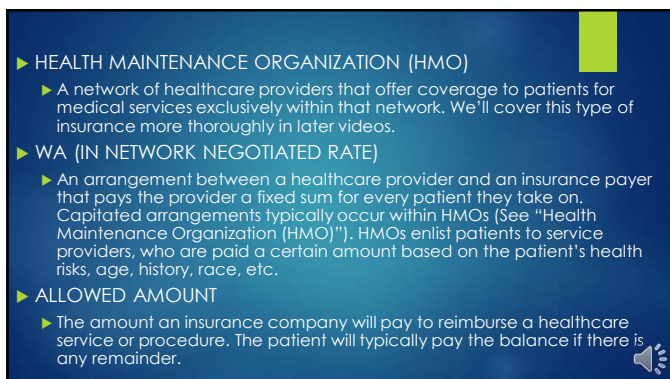 HEALTH MAINTENANCE ORGANIZATION (HMO)
A network of healthcare providers that offer coverage to patients for
medical services exclusively within that network. We'll cover this type of
insurance more thoroughly in later videos.
WA (IN NETWORK NEGOTIATED RATE)
An arrangement between a healthcare provider and an insurance payer
that pays the provider a fixed sum for every patient they take on.
Capitated arrangements typically occur within HMOs (See “Health
Maintenance Organization (HMO)”). HMOs enlist patients to service
providers, who are paid a certain amount based on the patient's health
risks, age, history, race, etc.
ALLOWED AMOUNT
The amount an insurance company will pay to reimburse a healthcare
service or procedure. The patient will typically pay the balance if there is
any remainder.